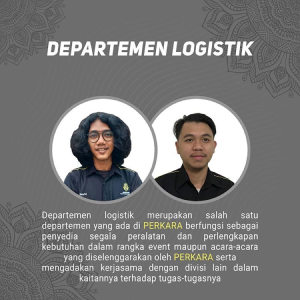 DEPARTEMEN LOGISTIK
Departemen logistik merupakan salah satu
departemen yang ada di PERKARA berfungsi sebagai
penyedia segala peralatan dan perlengkapan
kebutuhan dalam rangka event maupun acara-acara
yang diselenggarakan oleh PERKARA serta
mengadakan kerjasama dengan divisi lain dalam
kaitannya terhadap tugas-tugasnya